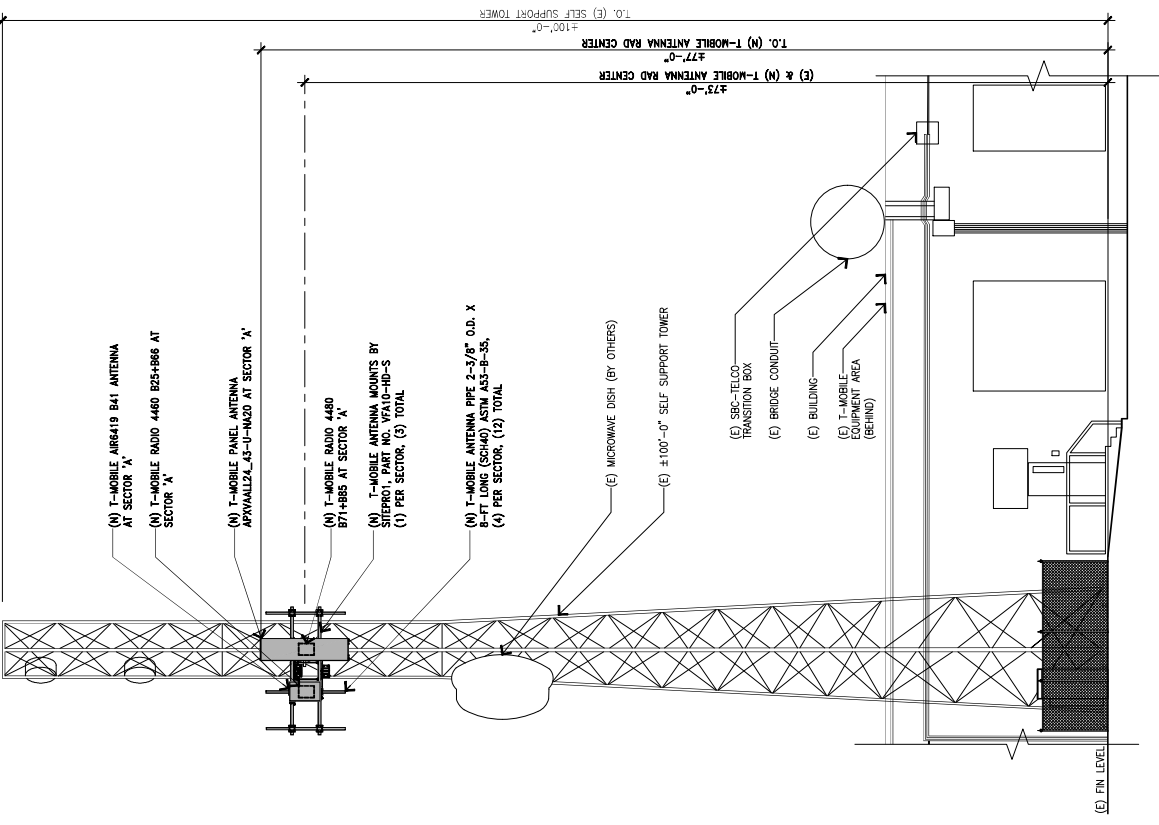 T.O. (E) SELF SUPPORT TOWER
±100'-0"
T.O. (N) T-MOBILE ANTENNA RAD CENTER
±77'-0"
(E) & (N) T-MOBILE ANTENNA RAD CENTER
±73'-0"
(N) T-MOBILE AIR6419 B41 ANTENNA
AT SECTOR 'A'
(N) T-MOBILE RADIO 4460 B25+B66 AT
SECTOR 'A'
(N) T-MOBILE PANEL ANTENNA
APXVAALL24_43-U-NA20 AT SECTOR 'A'
(N) T-MOBILE RADIO 4480
B71+B85 AT SECTOR 'A'
(N) T-MOBILE ANTENNA MOUNTS BY
SITEPRO1, PART NO. VFA10-HD-S
(1) PER SECTOR, (3) TOTAL
(N) T-MOBILE ANTENNA PIPE 2-3/8" O.D. X
8-FT LONG (SCH40) ASTM A53-B-35,
(4) PER SECTOR, (12) TOTAL
(E) MICROWAVE DISH (BY OTHERS)
(E) ±100'-0" SELF SUPPORT TOWER
(E) SBC-TELCO
TRANSITION BOX
(E) BRIDGE CONDUIT
(E) BUILDING
(E) T-MOBILE
EQUIPMENT AREA
(BEHIND)
(E) FIN LEVEL